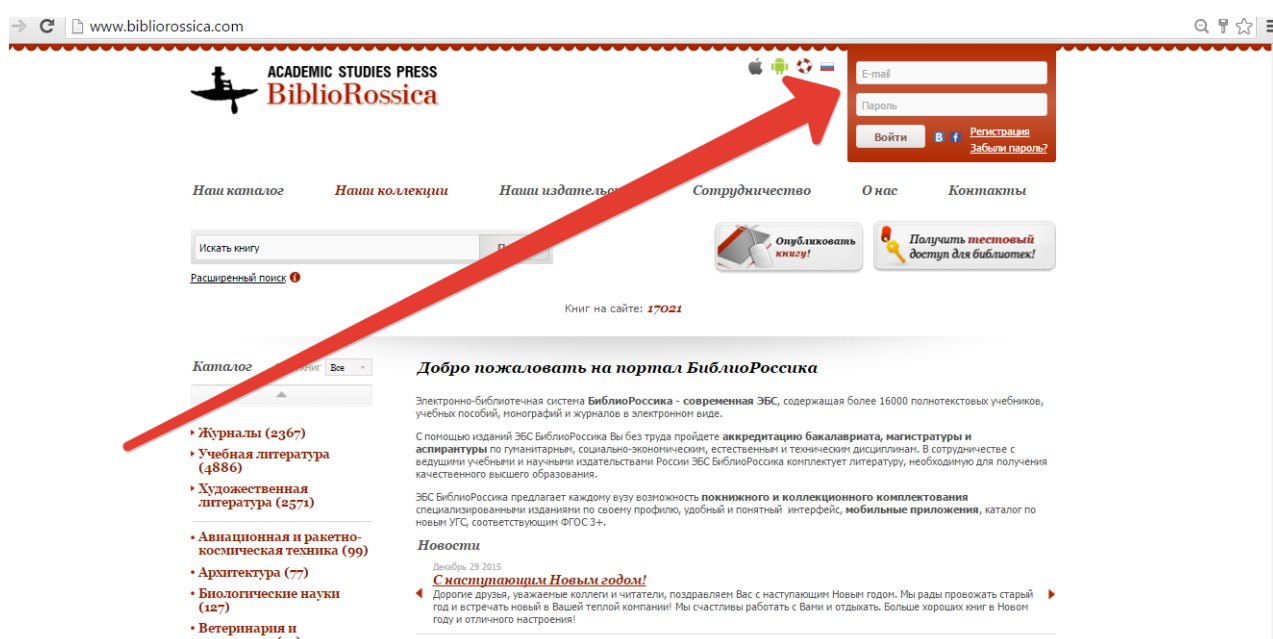 www.bibliorossica.com
ACADEMIC STUDIES PRESS
BiblioRossica
E-mail
Пароль
Войти
Регистрация
Забыли пароль?
Наш каталог
Наши коллекции
Наши
Сотрудничество
О нас
Контакты
Искать книгу
Расширенный поиск
Опубликовать
книгу!
Получить тестовый
доступ для библиотек!
Книг на сайте: 17021
Каталог
Все
Журналы (2367)
Учебная литература
(4886)
Художественная
литература (2571)
Авиационная и ракетно-
космическая техника (99)
Архитектура (77)
Биологические науки
(127)
Ветеринария и
Добро пожаловать на портал БиблиоРоссика
Электронно-библиотечная система БиблиоРоссика - современная ЭБС, содержащая более 16000 полнотекстовых учебников,
учебных пособий, монографий и журналов в электронном виде.
С помощью изданий ЭБС БиблиоРоссика Вы без труда пройдете аккредитацию бакалавриата, магистратуры и
аспирантуры по гуманитарным, социально-экономическим, естественным и техническим дисциплинам. В сотрудничестве с
ведущими учебными и научными издательствами России ЭБС БиблиоРоссика комплектует литературу, необходимую для получения
качественного высшего образования.
ЭБС БиблиоРоссика предлагает каждому вузу возможность покнижного и коллекционного комплектования
специализированными изданиями по своему профилю, удобный и понятный интерфейс, мобильные приложения, каталог по
новым УГС, соответствующим ФГОС 3+.
Новости
Декабрь 29 2015
С наступающим Новым годом!
Дорогие друзья, уважаемые коллеги и читатели, поздравляем Вас с наступающим Новым годом. Мы рады провожать старый
год и встречать новый в Вашей теплой компании! Мы счастливы работать с Вами и отдыхать. Больше хороших книг в Новом
году и отличного настроения!